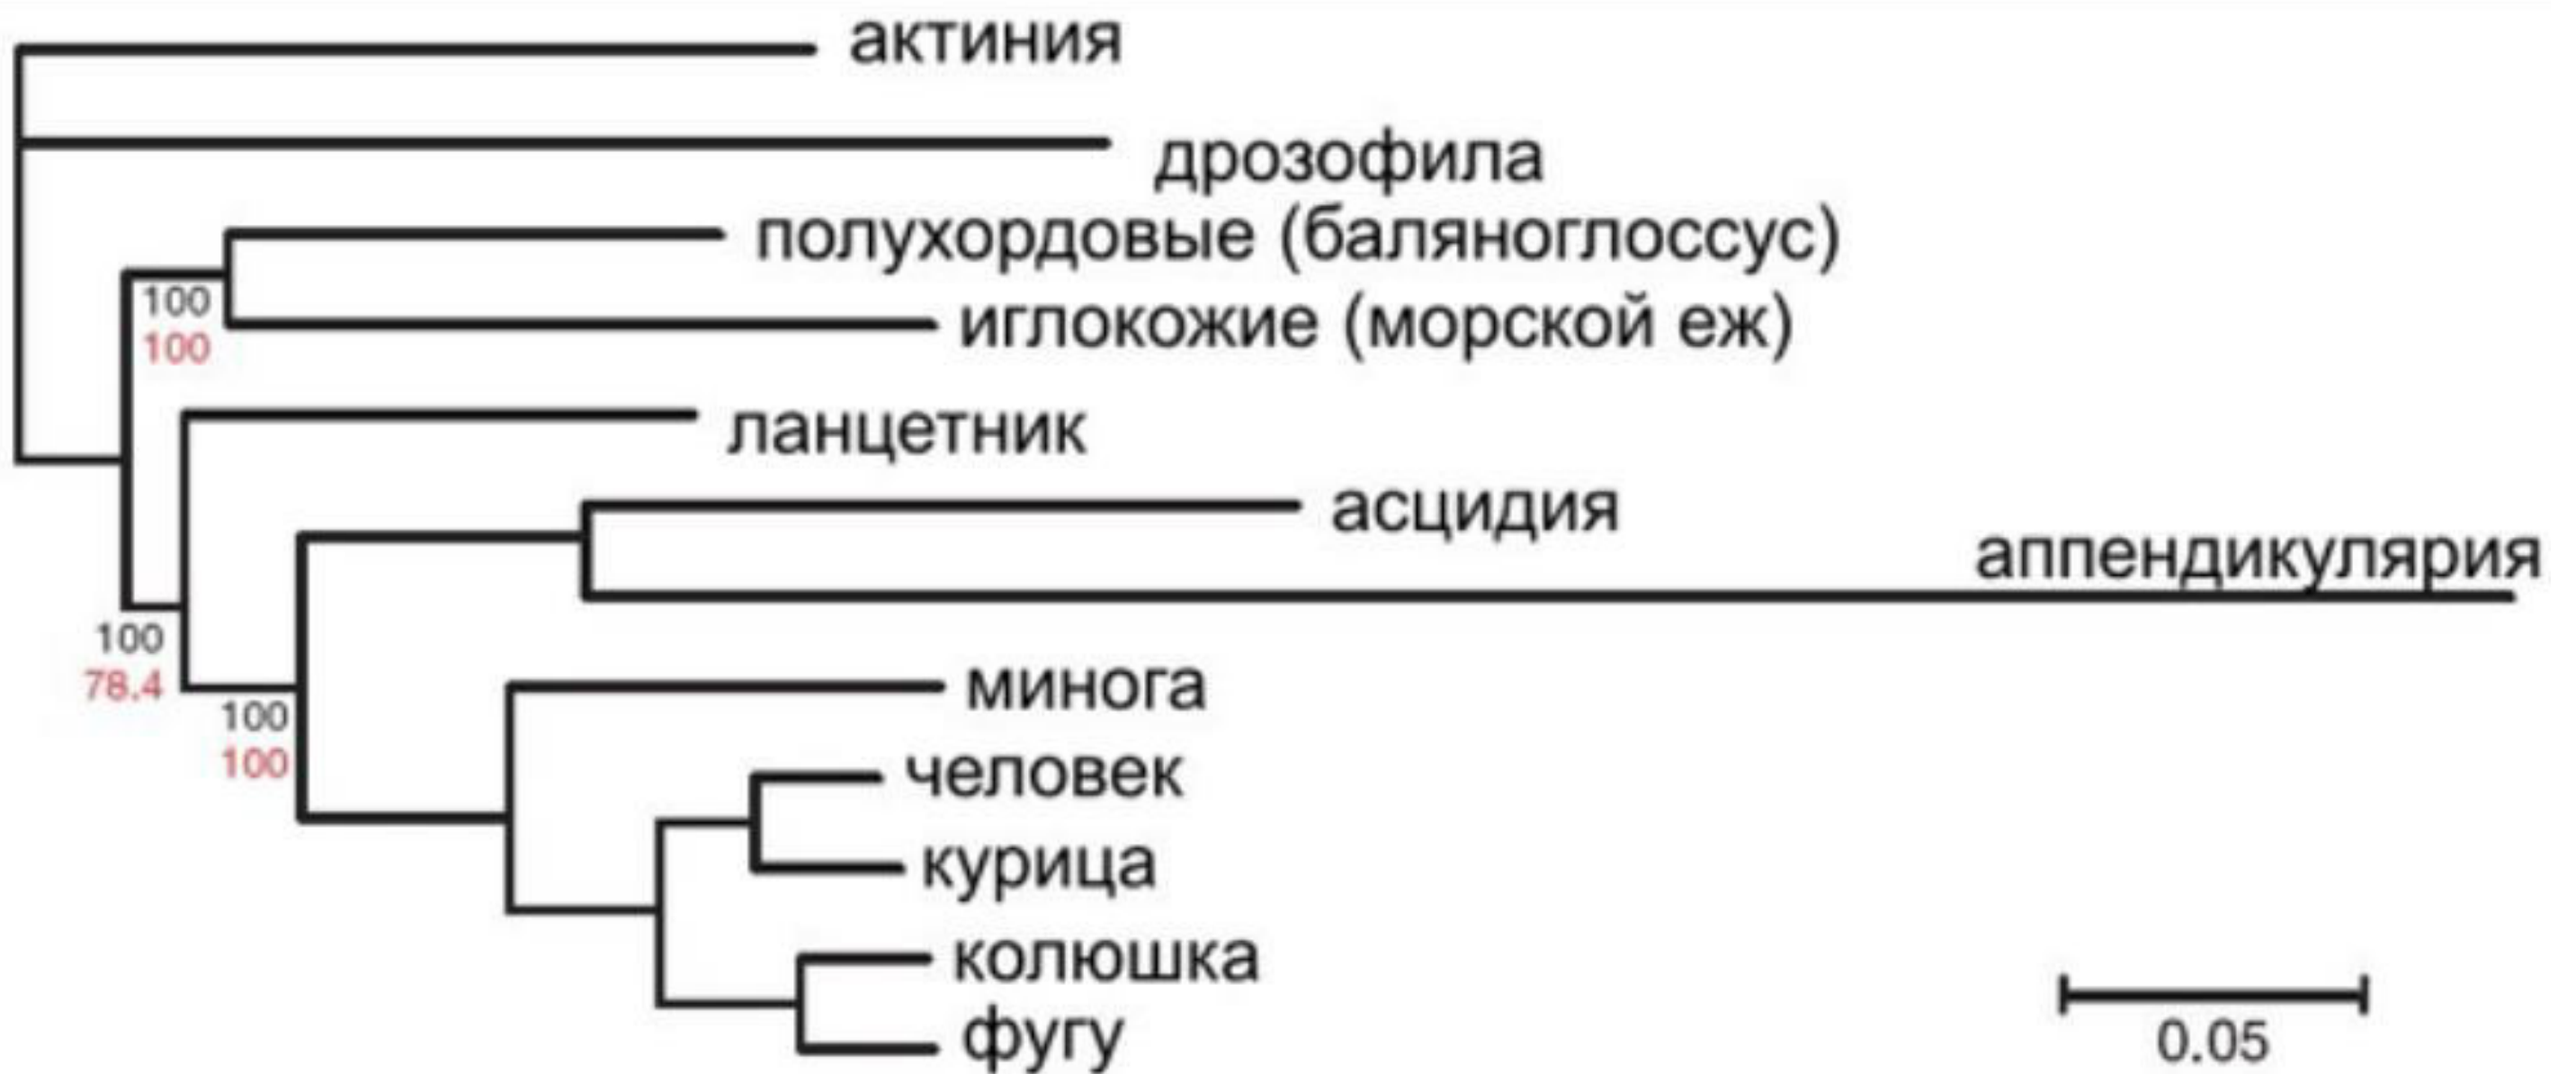 актиния
дрозофила
полухордовые (баляноглоссус)
100
100
иглокожие (морской еж)
ланцетник
асцидия
аппендикулярия
100
78.4
минога
100
100
человек
курица
колюшка
фугу
0.05